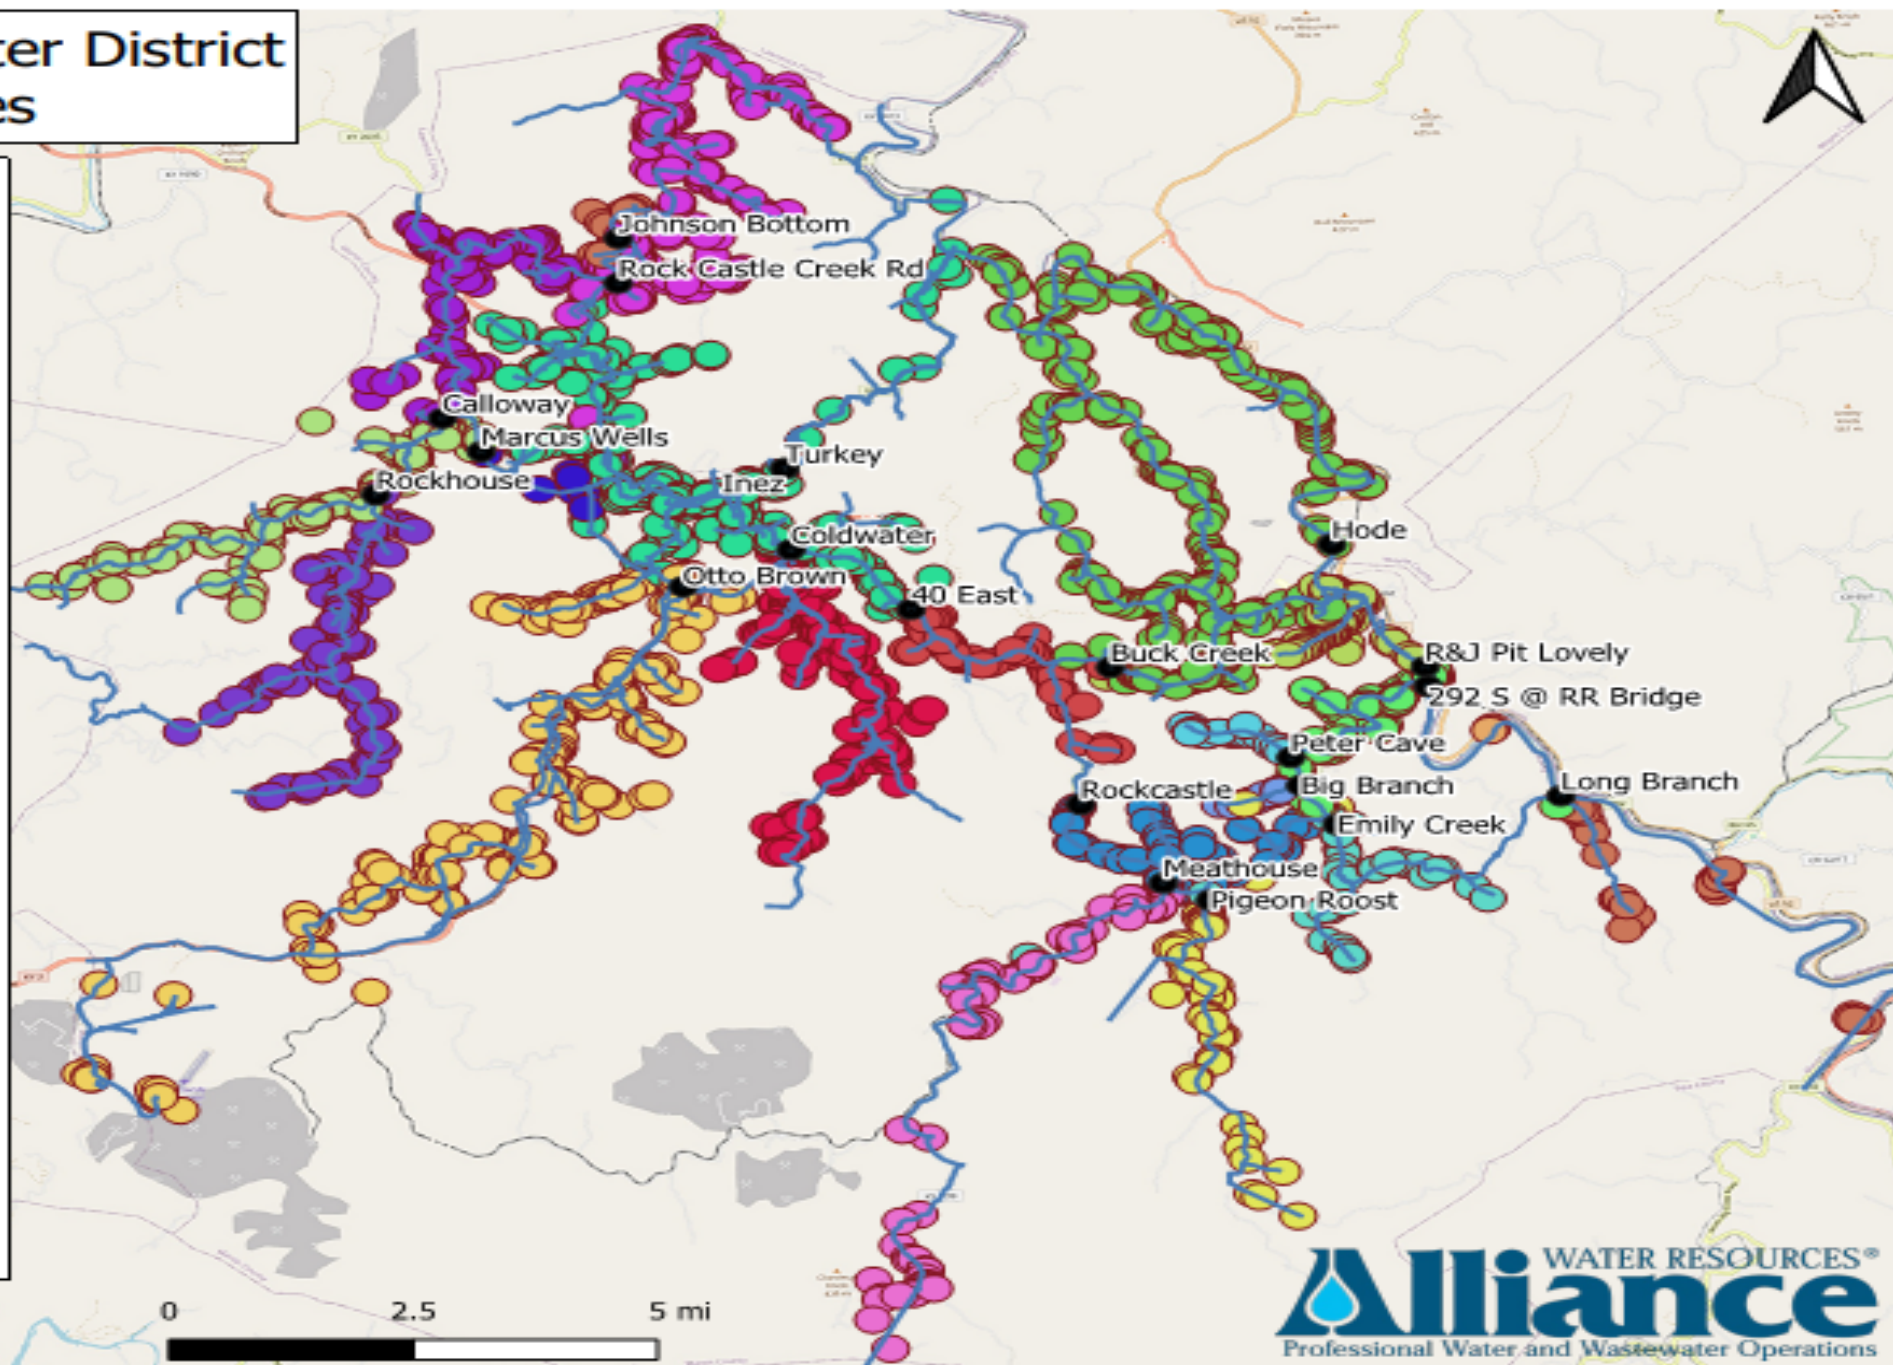 ter District
es
Johnson Bottom
Rock Castle Creek Rd
Calloway
Marcus Wells
Turkey
Rockhouse
Inez
Coldwater
Hode
Otto Brown
40 East
Buck Creek
R&J Pit Lovely
292 S @ RR Bridge
Peter Cave
Big Branch
Long Branch
Rockcastle
Emily Creek
Meathouse
Pigeon Roost
0 2.5 5 mi
WATER RESOURCES®
Alliance
Professional Water and Wastewater Operations